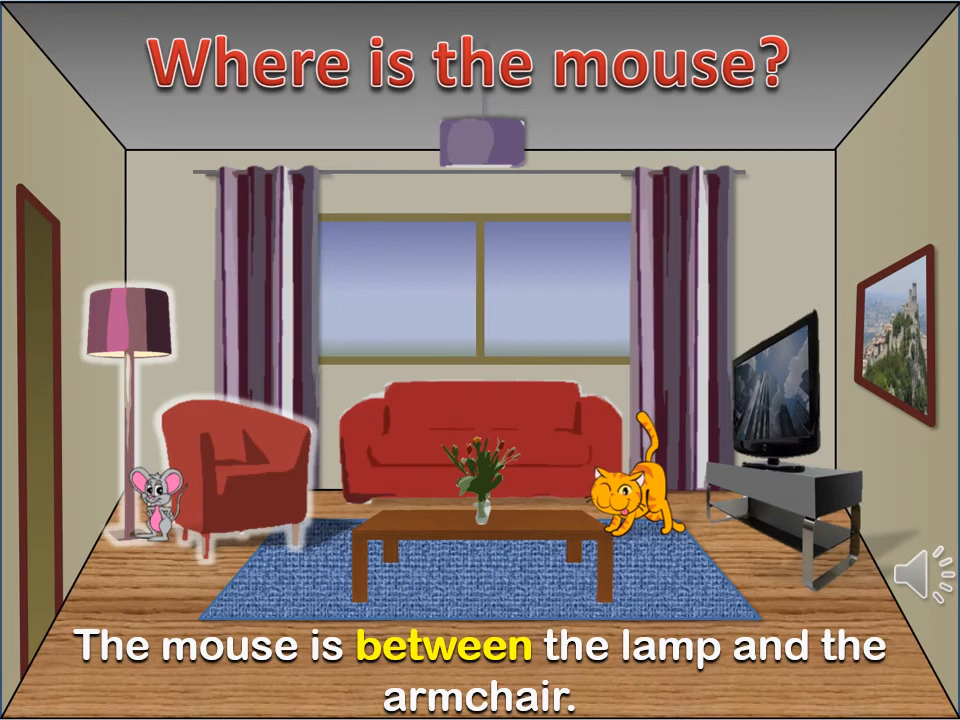 Where is the mouse?
The mouse is between the lamp and the
armchair.